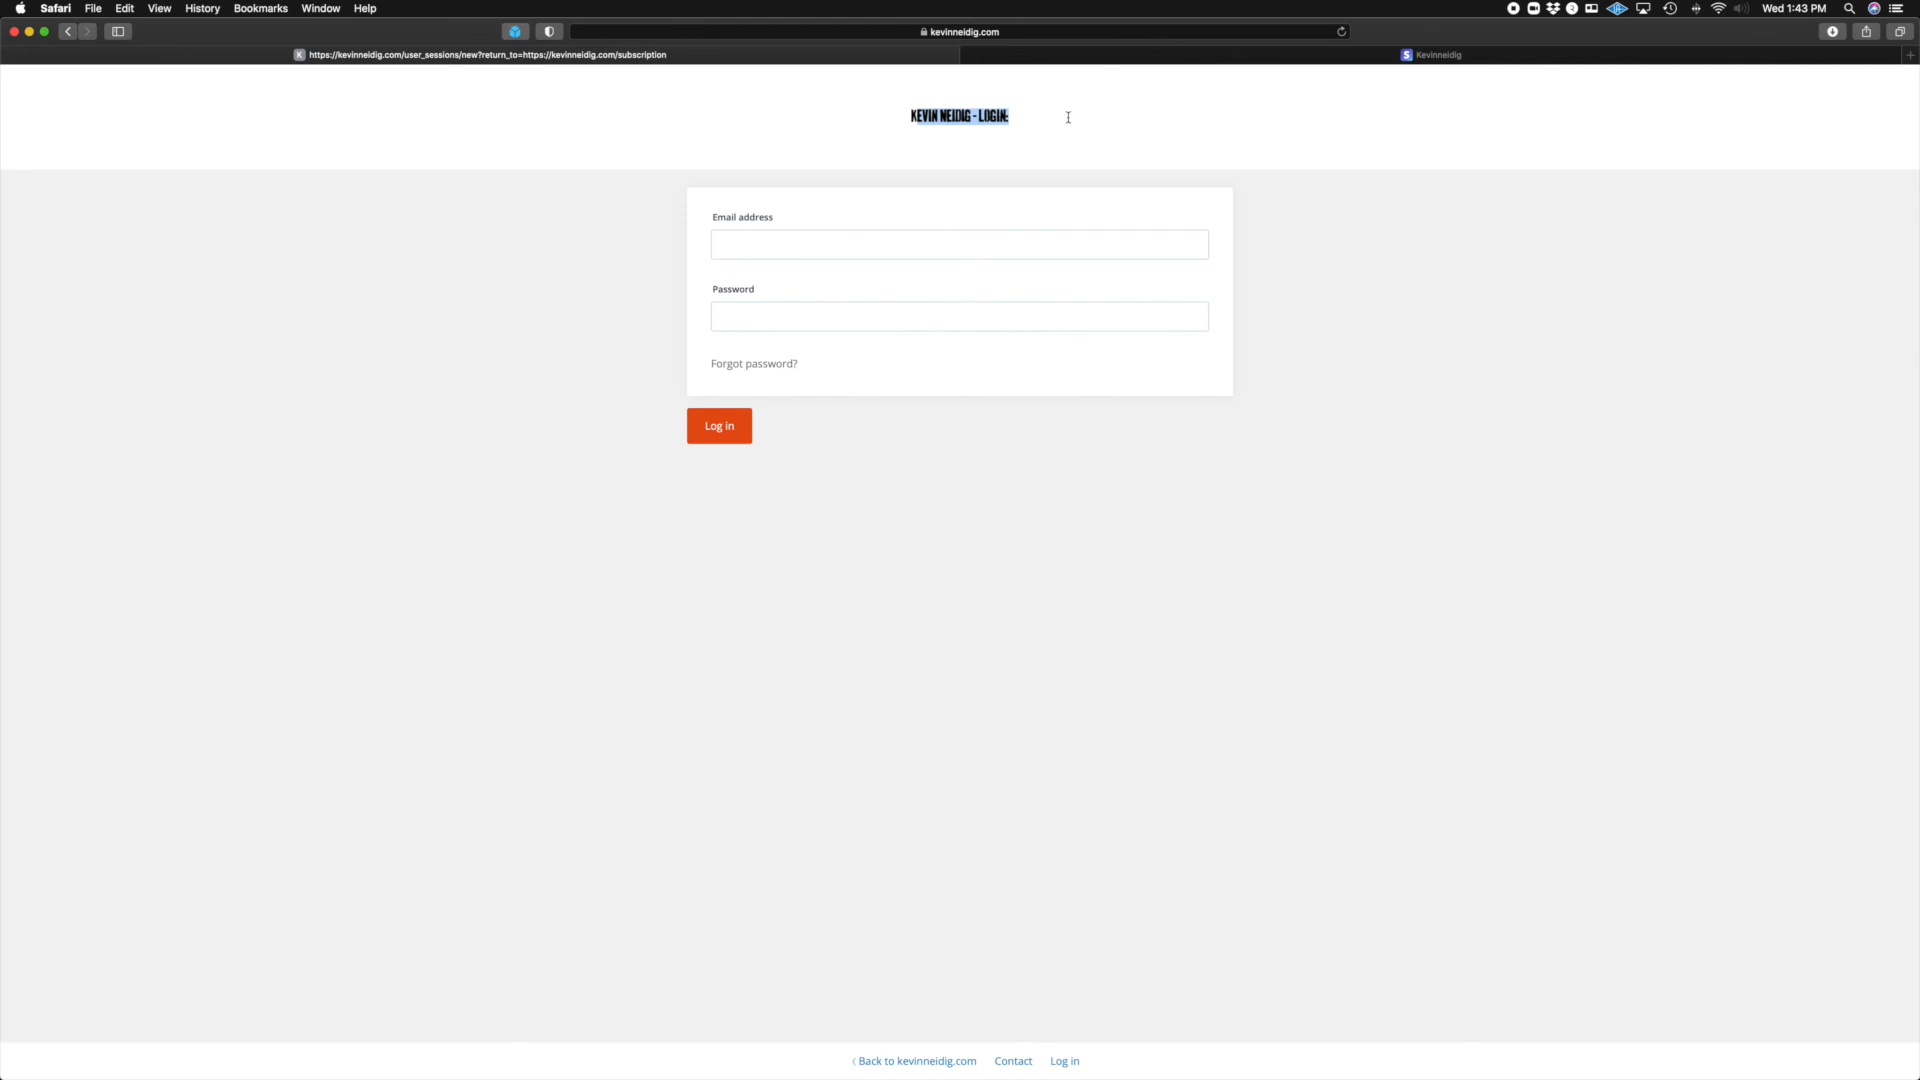 Safari File Edit View History Bookmarks Window Help
Wed 1:43 PM
kevinneidig.com
K https://kevinneidig.com/user_sessions/new?return_to=https://kevinneidig.com/subscription
S Kevinneidig
KEVIN NEIDIG - LOGIN:
Email address
Password
Forgot password?
Log in
Back to kevinneidig.com Contact Log in